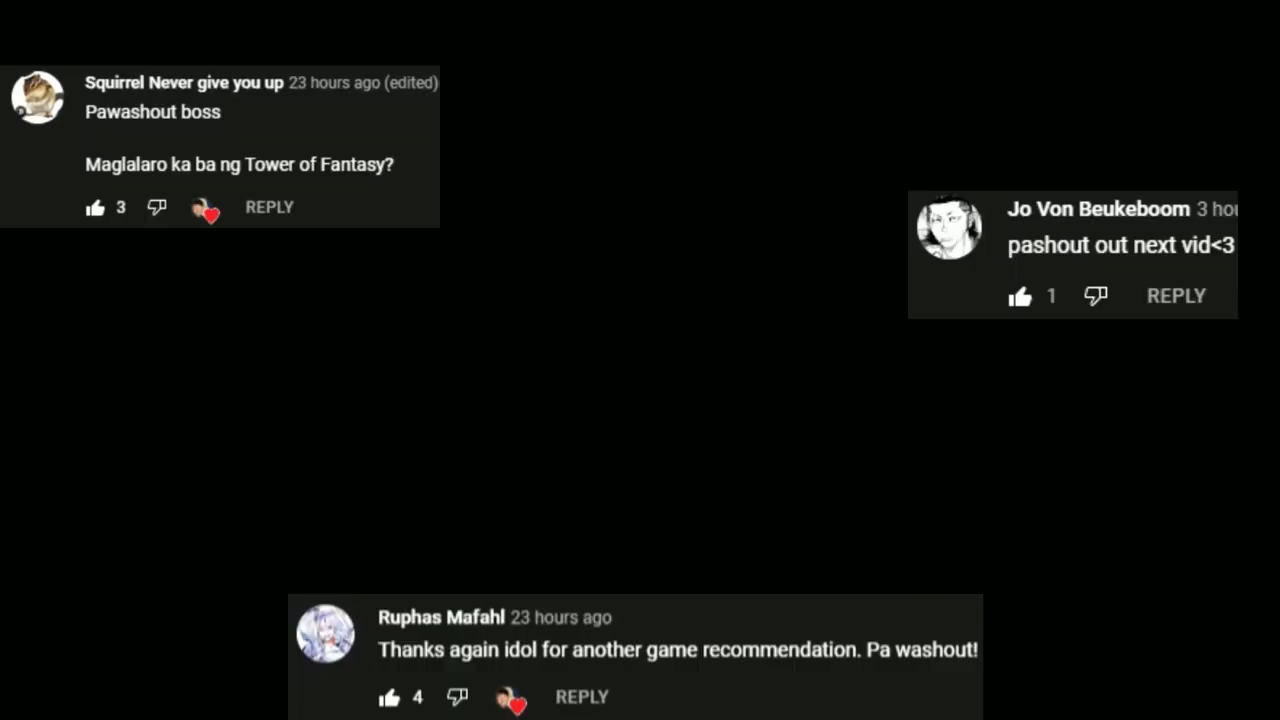 Squirrel Never give you up 23 hours ago (edited)
Pawashout boss
Maglalaro ka ba ng Tower of Fantasy?
3 REPLY
Jo Von Beukeboom 3 hou
pashout out next vid<3
1 REPLY
Ruphas Mafahl 23 hours ago
Thanks again idol for another game recommendation. Pa washout!
4 REPLY